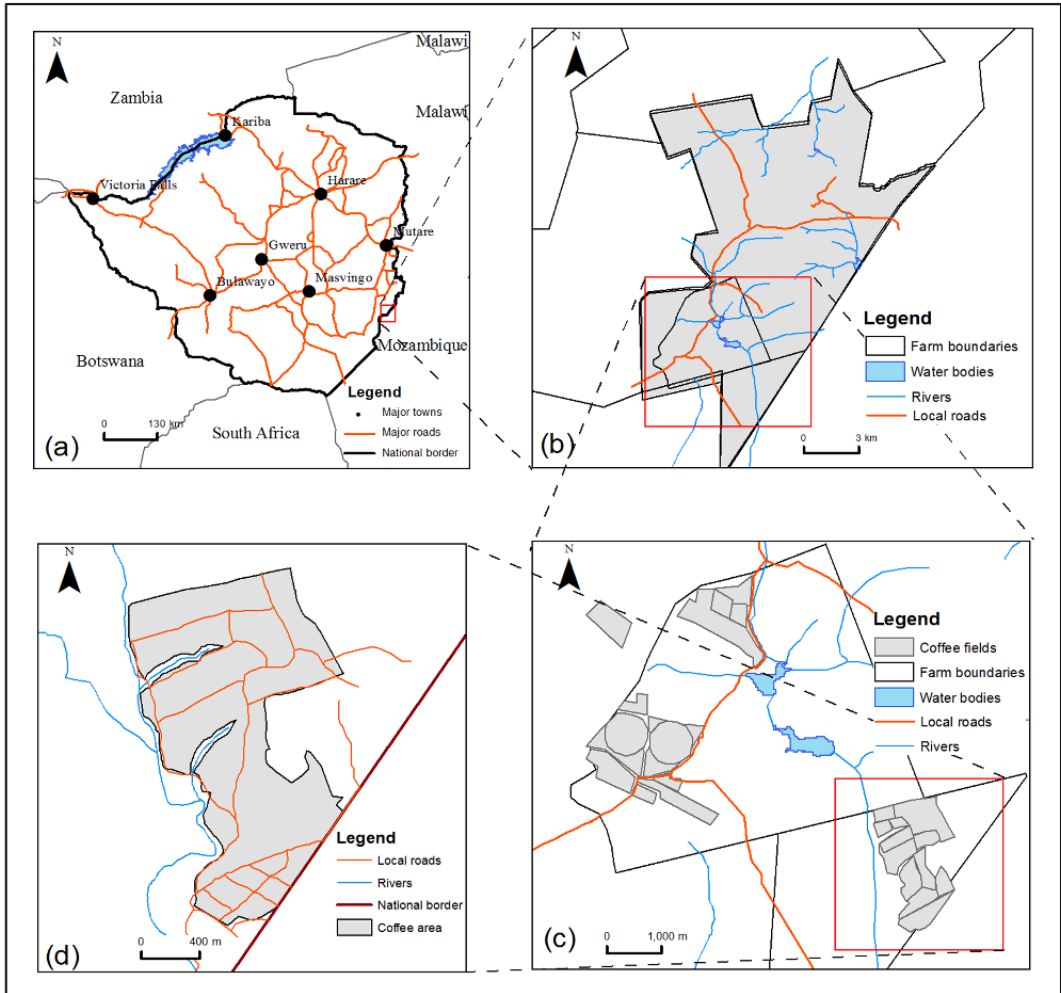 N
Malawi
Zambia
Malawi
Kariba
Victoria Falls
Harare
Mutare
Gweru
Bulawayo
Masvingo
Botswana
Mozambique
South Africa
0 130 km
Legend
Major towns
Major roads
National border
(a)
N
Legend
Farm boundaries
Water bodies
Rivers
Local roads
0 3 km
(b)
N
Legend
Local roads
Rivers
National border
Coffee area
0 400 m
(d)
N
Legend
Coffee fields
Farm boundaries
Water bodies
Local roads
Rivers
0 1,000 m
(c)